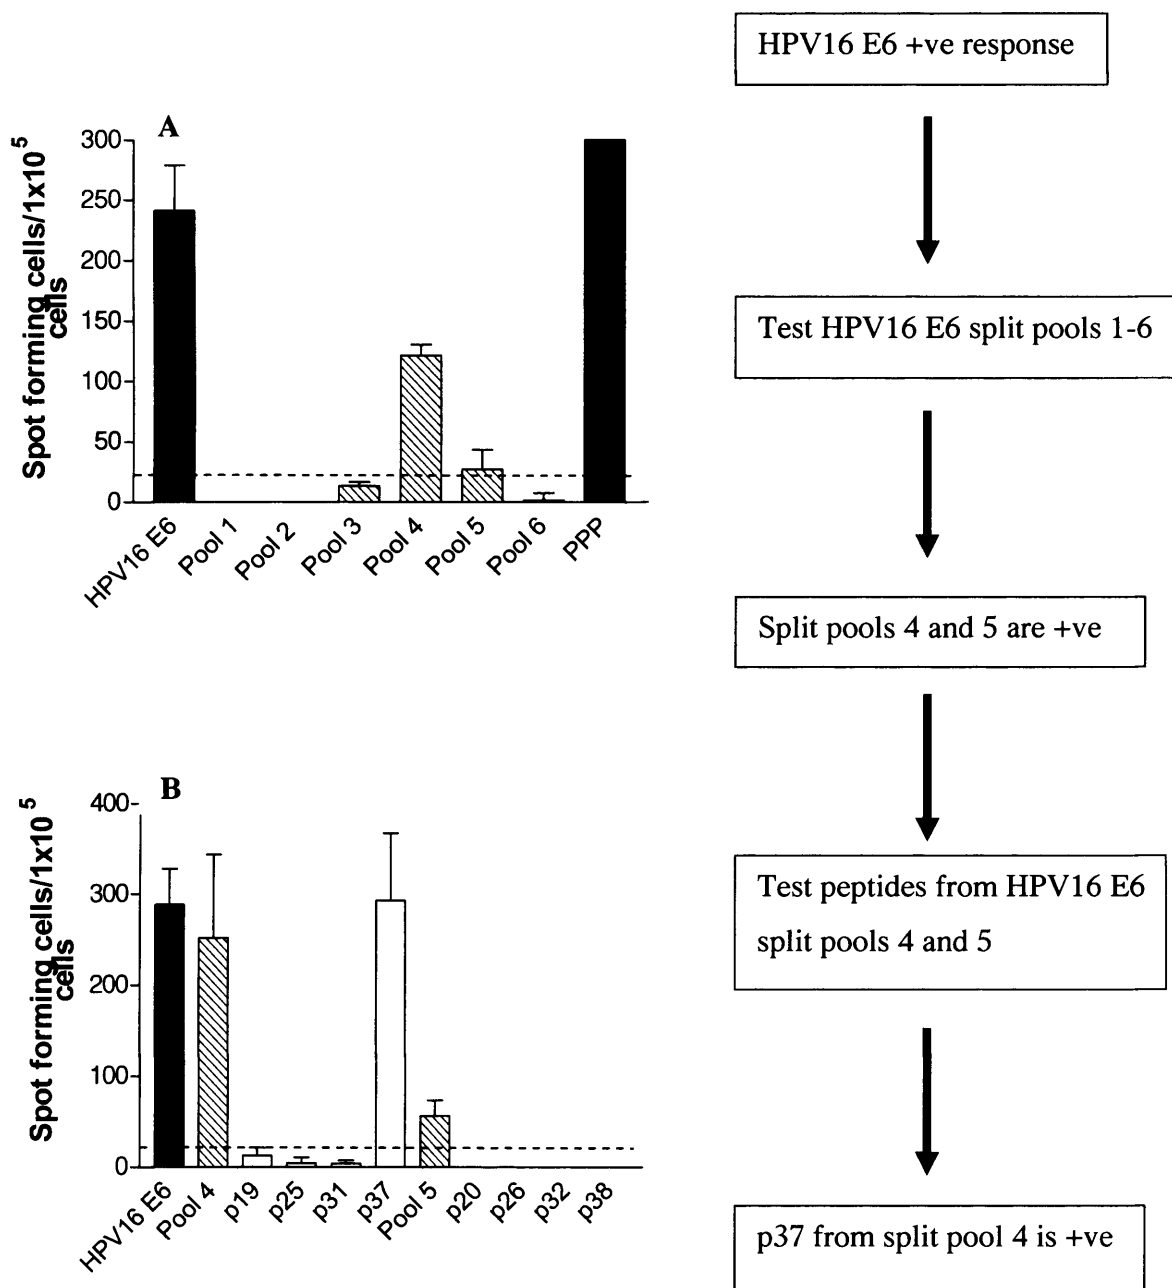 A
Spot forming cells/1x10^5
cells
300
250
200
150
100
50
0
HPV16 E6
Pool 1
Pool 2
Pool 3
Pool 4
Pool 5
Pool 6
PPP
B
Spot forming cells/1x10^5
cells
400
300
200
100
0
HPV16 E6
Pool 4
p19
p25
p31
p37
Pool 5
p20
p26
p32
p38
HPV16 E6 +ve response
Test HPV16 E6 split pools 1-6
Split pools 4 and 5 are +ve
Test peptides from HPV16 E6
split pools 4 and 5
p37 from split pool 4 is +ve